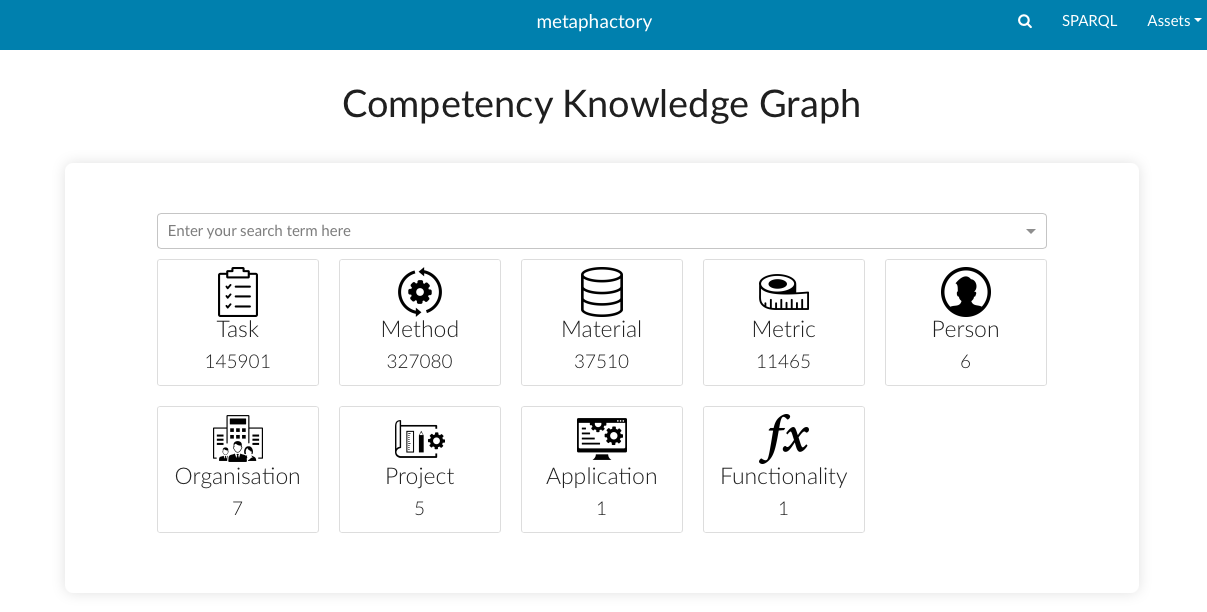 metaphactory
SPARQL
Assets
Competency Knowledge Graph
Enter your search term here
Task
145901
Method
327080
Material
37510
Metric
11465
Person
6
Organisation
7
Project
5
Application
1
fx
Functionality
1